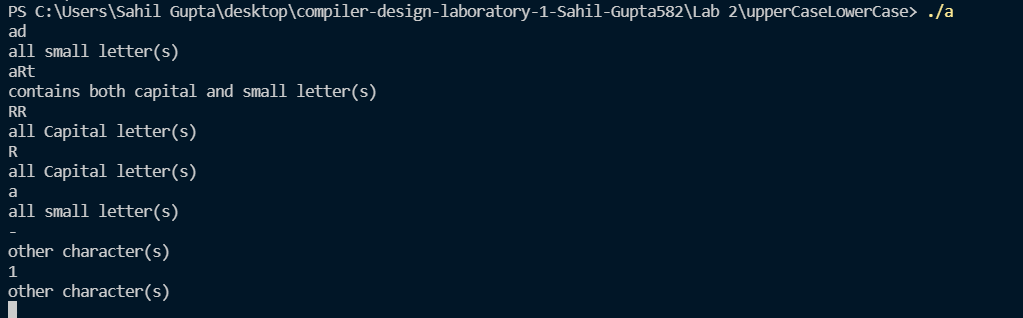 PS C:\Users\Sahil Gupta\desktop\compiler-design-laboratory-1-Sahil-Gupta582\Lab 2\upperCaseLowerCase> ./a
ad
all small letter(s)
aRt
contains both capital and small letter(s)
RR
all Capital letter(s)
R
all Capital letter(s)
a
all small letter(s)
-
other character(s)
1
other character(s)